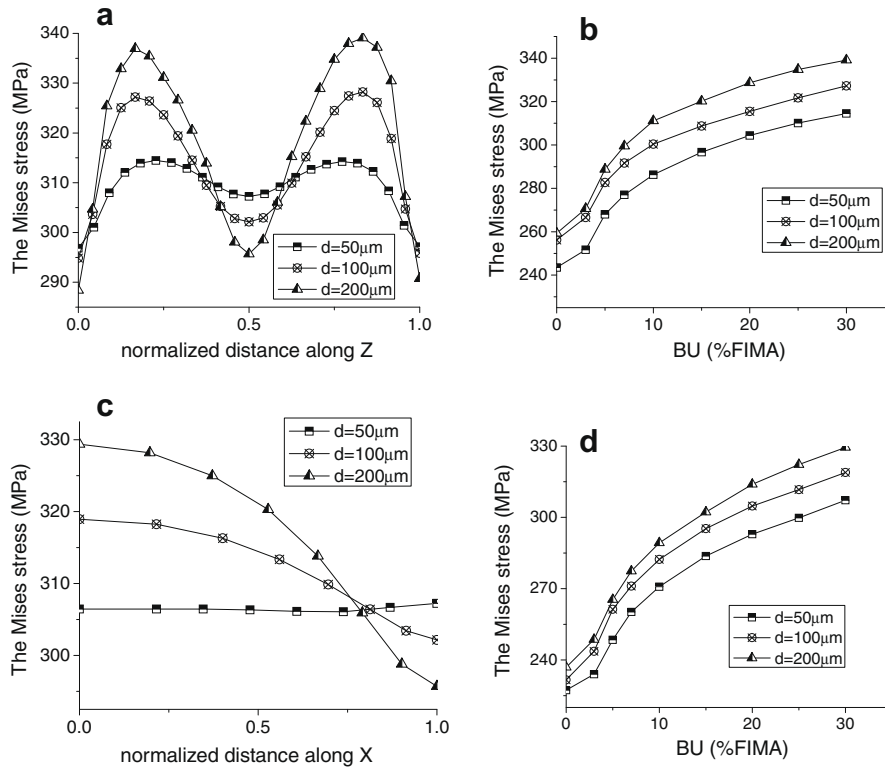 a
The Mises stress (MPa)
340
330
320
310
300
290
d=50μm
d=100μm
d=200μm
0.0
0.5
1.0
normalized distance along Z
b
The Mises stress (MPa)
360
340
320
300
280
260
240
d=50μm
d=100μm
d=200μm
0
10
20
30
BU (%FIMA)
c
The Mises stress (MPa)
330
320
310
300
d=50μm
d=100μm
d=200μm
0.0
0.5
1.0
normalized distance along X
d
The Mises stress (MPa)
330
300
270
240
d=50μm
d=100μm
d=200μm
0
10
20
30
BU (%FIMA)